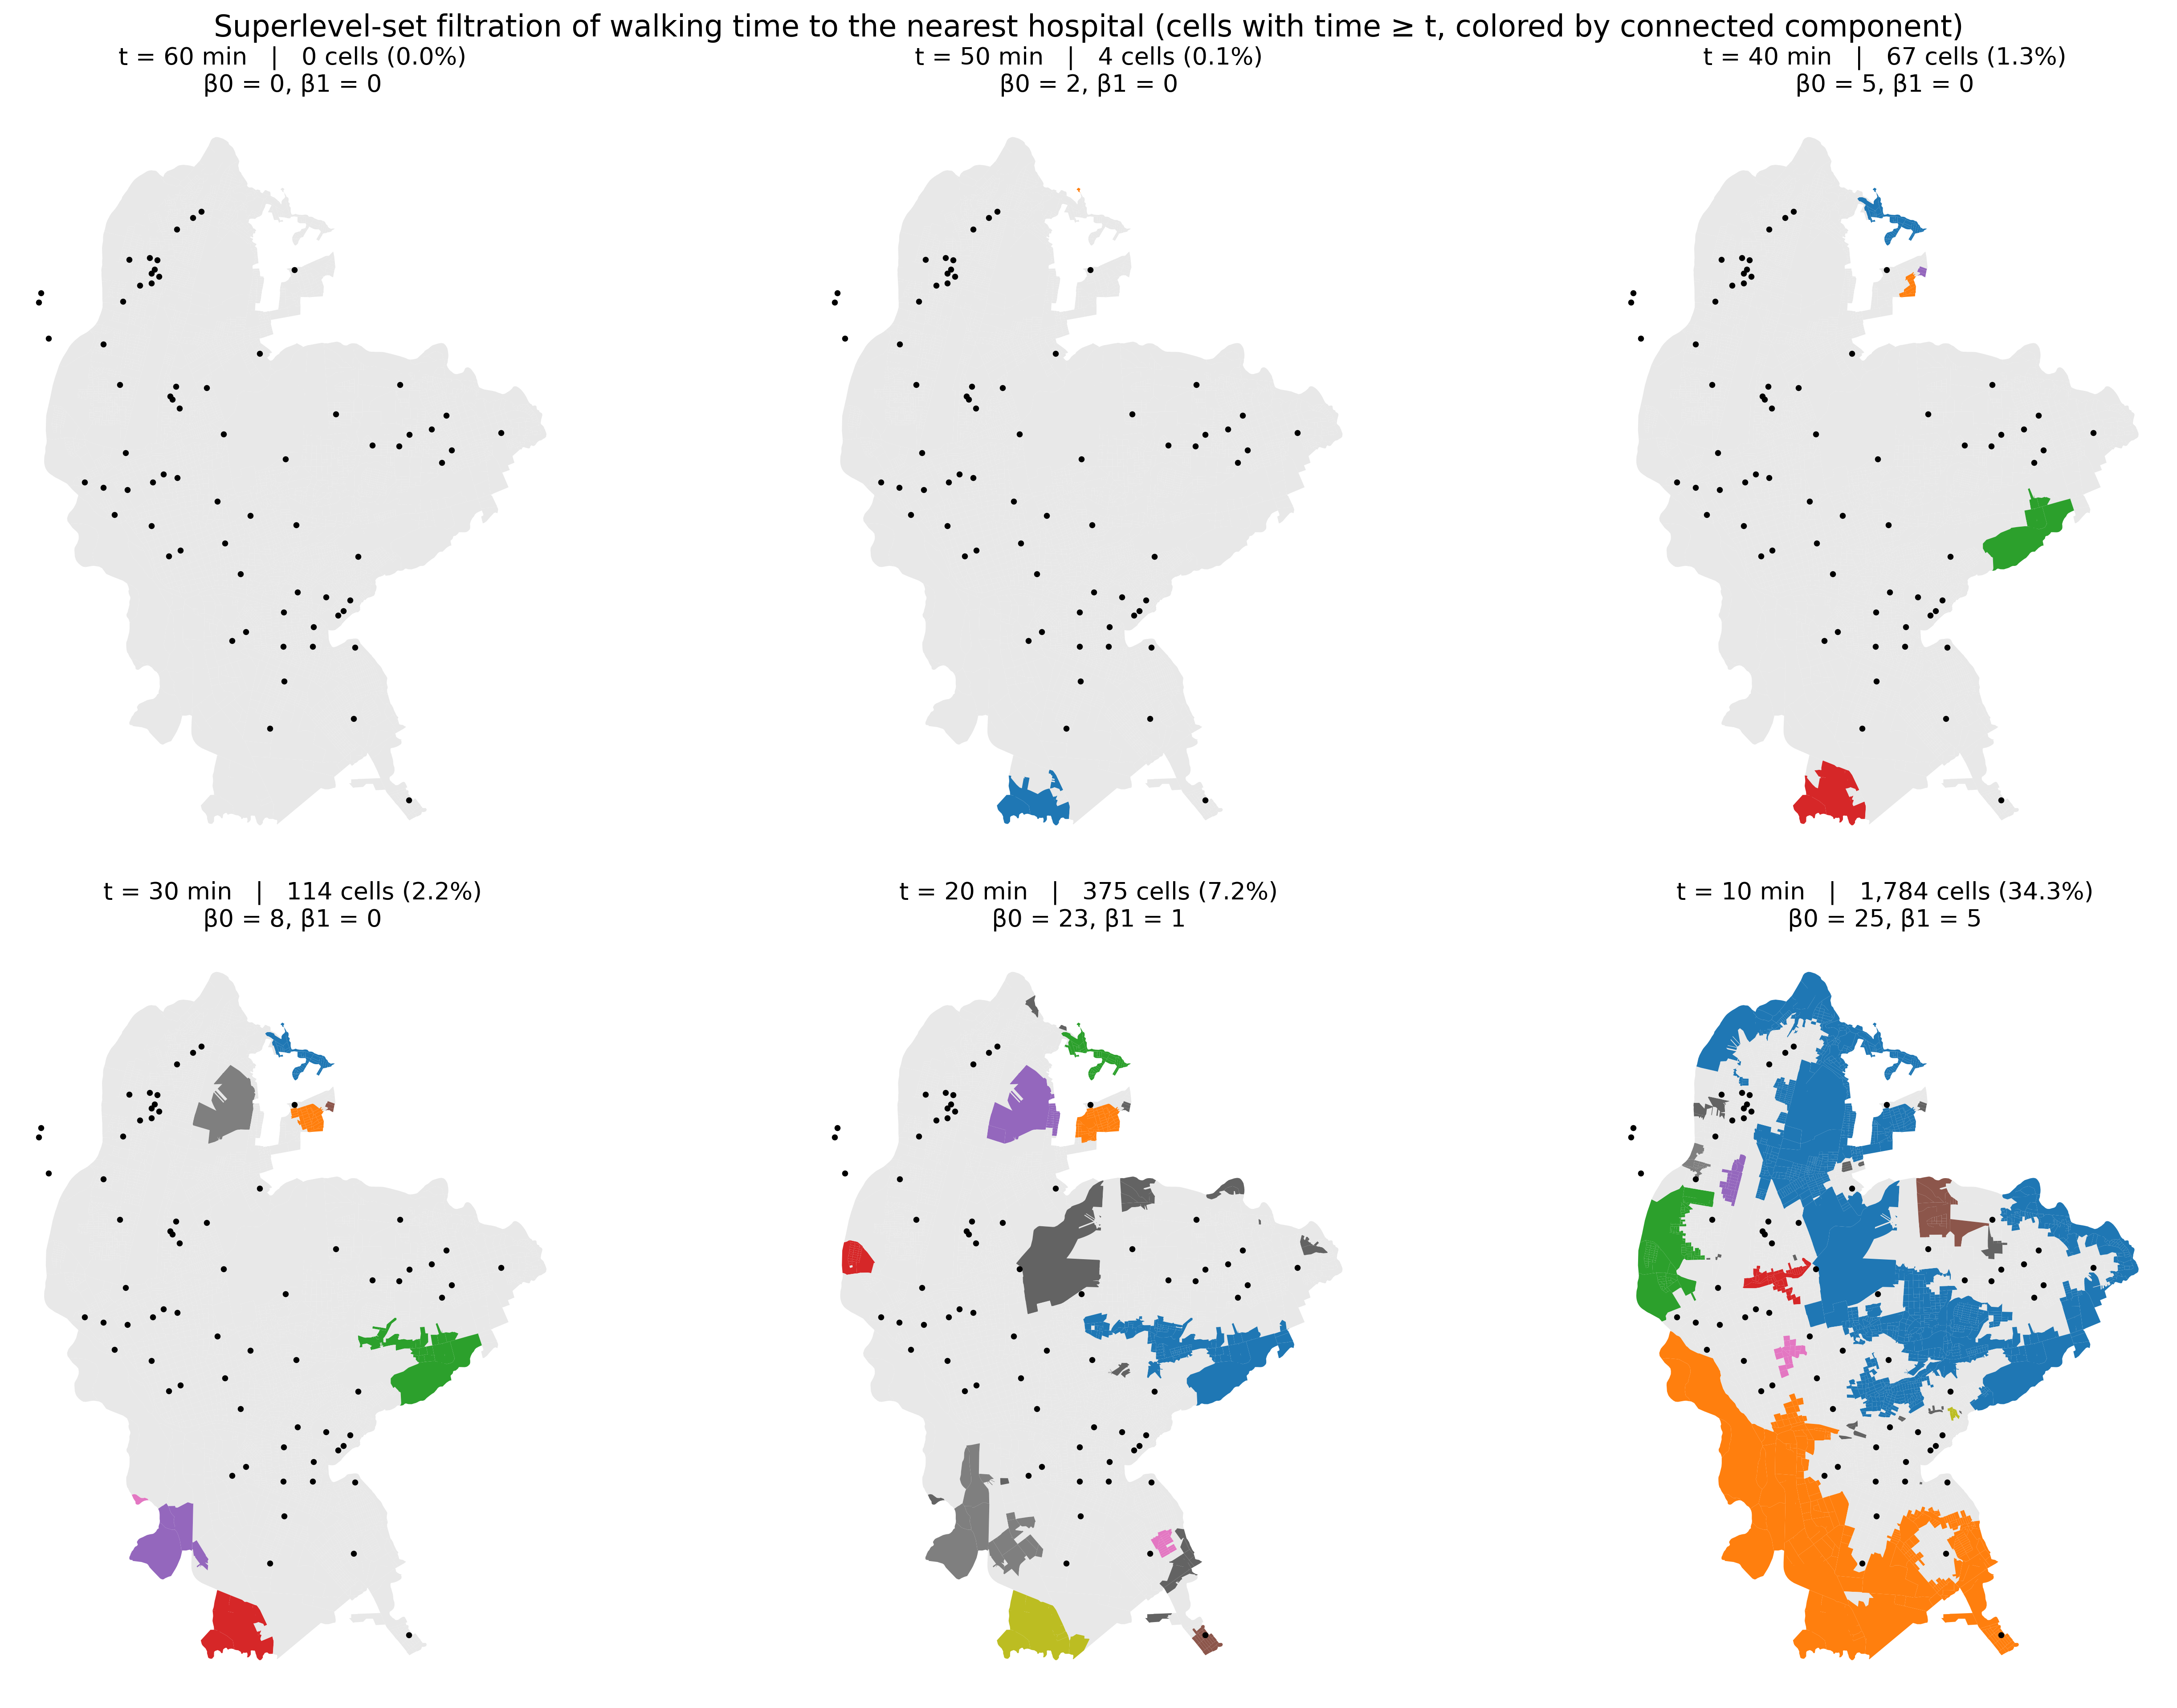 Superlevel-set filtration of walking time to the nearest hospital (cells with time ≥ t, colored by connected component)
t = 60 min | 0 cells (0.0%)
β0 = 0, β1 = 0
t = 50 min | 4 cells (0.1%)
β0 = 2, β1 = 0
t = 40 min | 67 cells (1.3%)
β0 = 5, β1 = 0
t = 30 min | 114 cells (2.2%)
β0 = 8, β1 = 0
t = 20 min | 375 cells (7.2%)
β0 = 23, β1 = 1
t = 10 min | 1,784 cells (34.3%)
β0 = 25, β1 = 5